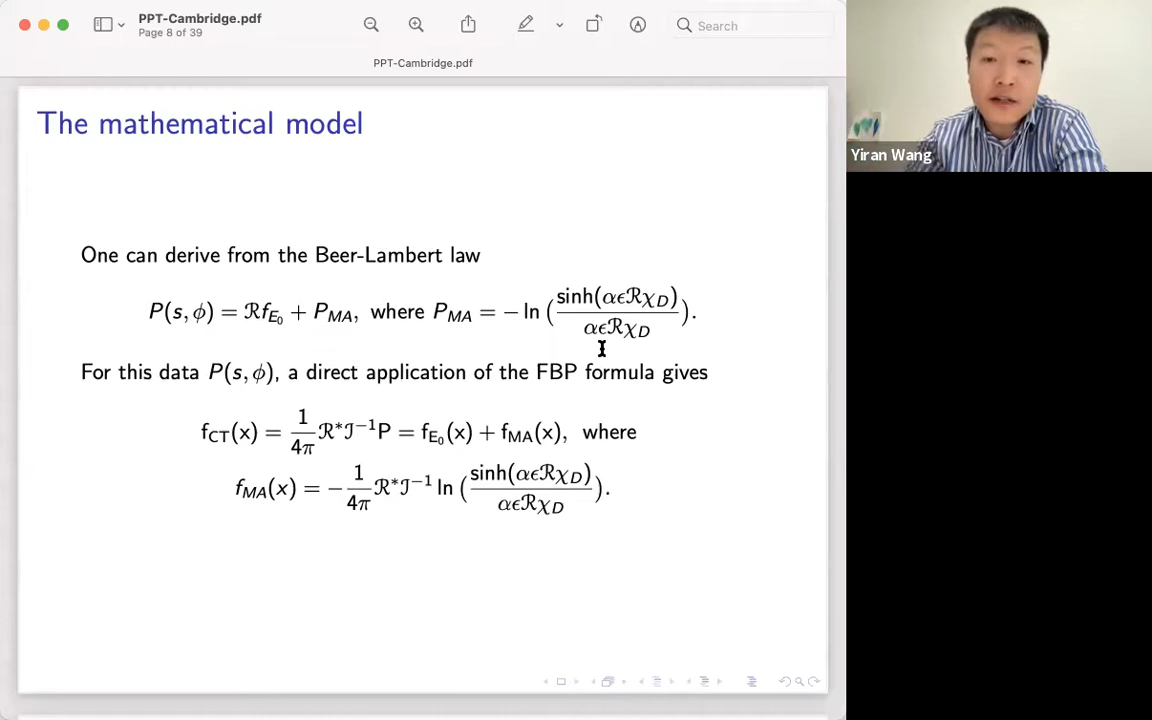 PPT-Cambridge.pdf
Page 8 of 39
Search
PPT-Cambridge.pdf
The mathematical model
One can derive from the Beer-Lambert law
P(s, ϕ) = ℛf_{E₀} + P_{MA}, where P_{MA} = − ln ( sinh(αϵℛχ_D) / αϵℛχ_D ).
For this data P(s, ϕ), a direct application of the FBP formula gives
f_{CT}(x) = 1/4π ℛ*ℐ⁻¹P = f_{E₀}(x) + f_{MA}(x), where
f_{MA}(x) = − 1/4π ℛ*ℐ⁻¹ ln ( sinh(αϵℛχ_D) / αϵℛχ_D ).
Yiran Wang